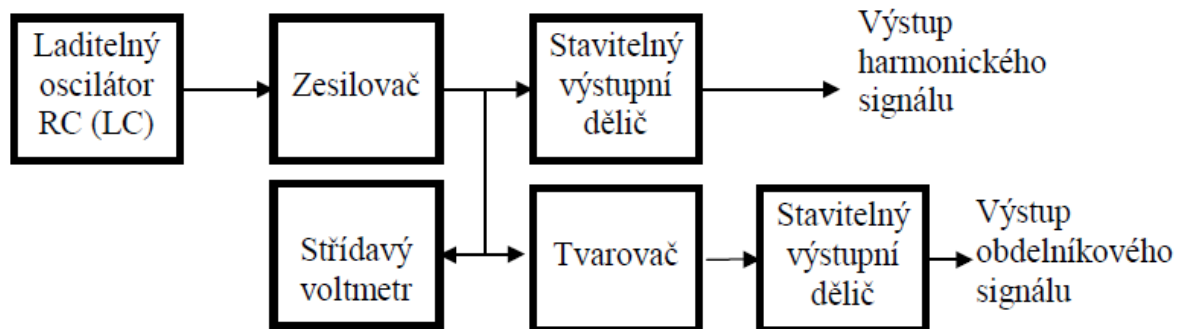 Laditelný
oscilátor
RC (LC)
Zesilovač
Stavitelný
výstupní
dělič
Výstup
harmonického
signálu
Střídavý
voltmetr
Tvarovač
Stavitelný
výstupní
dělič
Výstup
obdelníkového
signálu